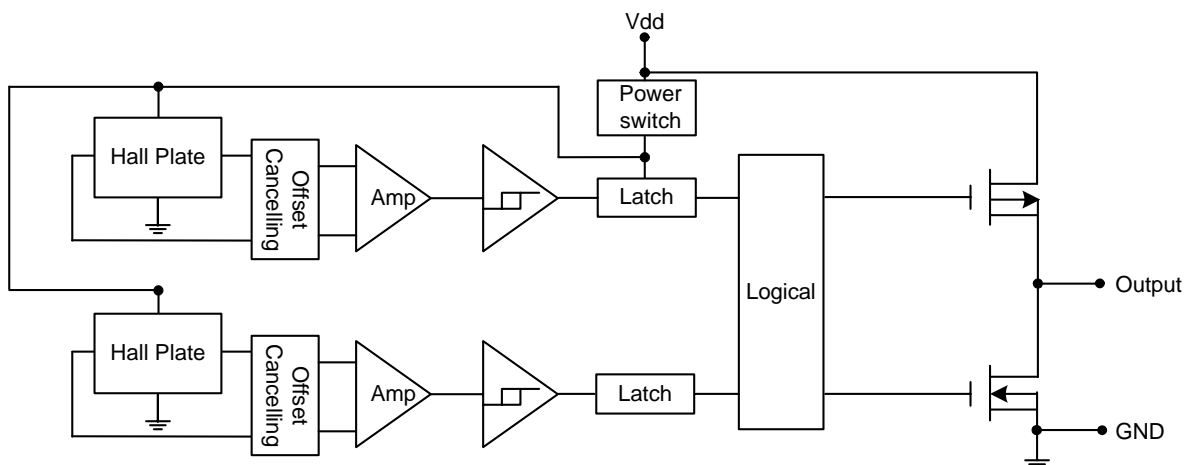 Vdd
Power
switch
Hall Plate
Offset
Cancelling
Amp
Latch
Logical
Output
Hall Plate
Offset
Cancelling
Amp
Latch
GND